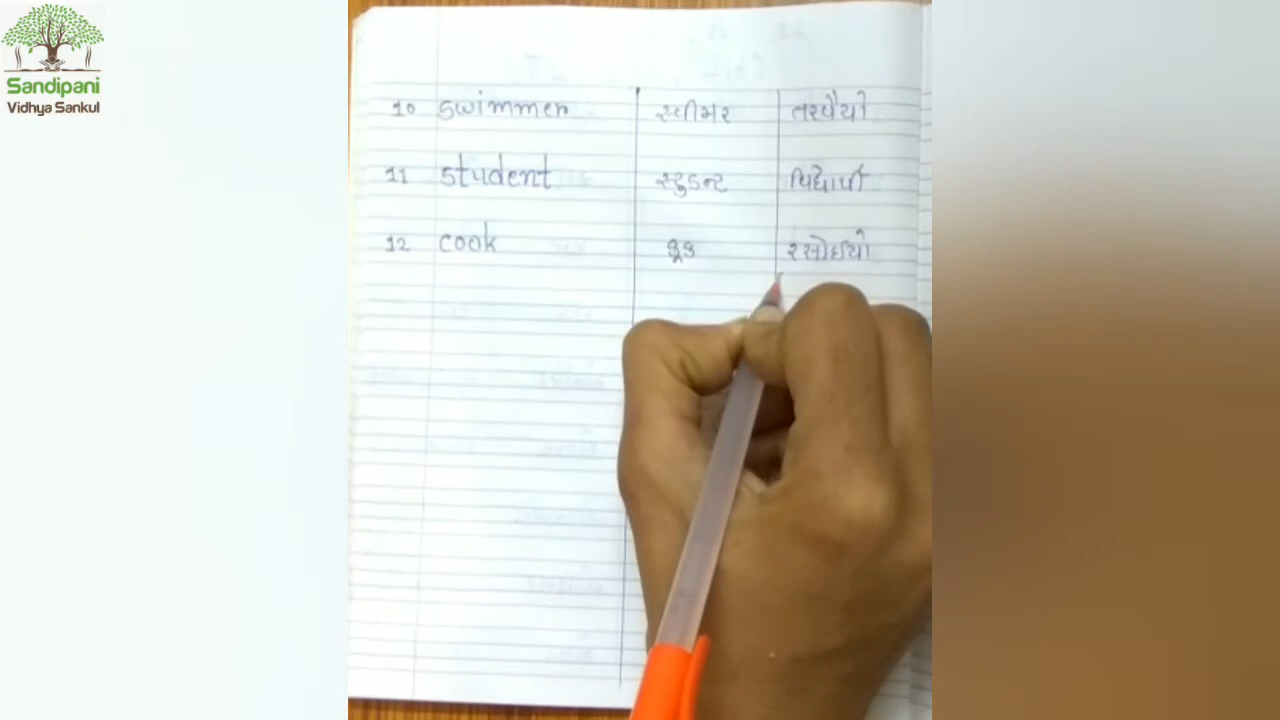 Sandipani
Vidhya Sankul
10 swimmer સ્વીમર તરવૈયો
11 student સ્ટુડન્ટ વિદ્યાર્થી
12 cook કૂક રસોઈયો